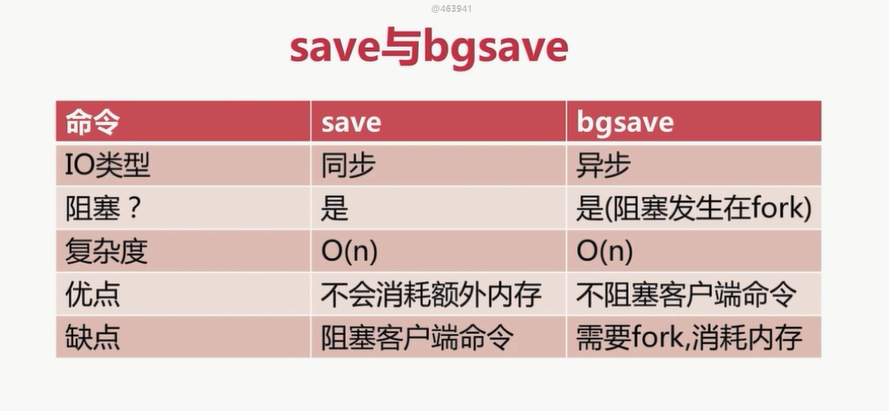 @463941
save与bgsave
命令 save bgsave
IO类型 同步 异步
阻塞？ 是 是(阻塞发生在fork)
复杂度 O(n) O(n)
优点 不会消耗额外内存 不阻塞客户端命令
缺点 阻塞客户端命令 需要fork,消耗内存